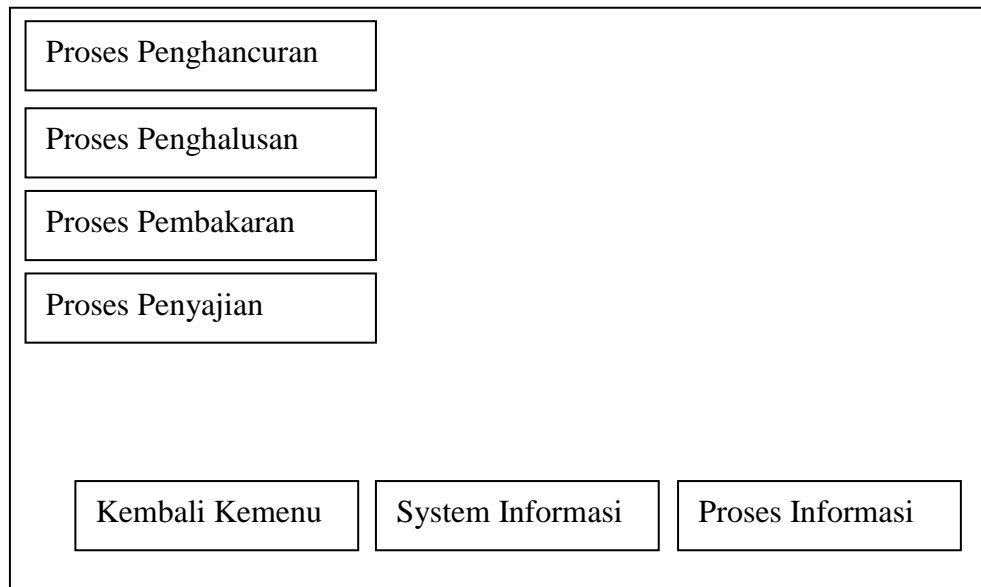 Proses Penghancuran
Proses Penghalusan
Proses Pembakaran
Proses Penyajian
Kembali Kemenu
System Informasi
Proses Informasi